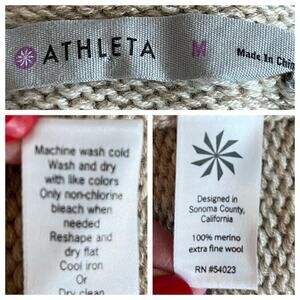 ATHLETA M Made In China
Machine wash cold
Wash and dry
with like colors
Only non-chlorine
bleach when
needed
Reshape and
dry flat
Cool iron
Or
Dry clean
Designed in
Sonoma County,
California
100% merino
extra fine wool
RN #54023